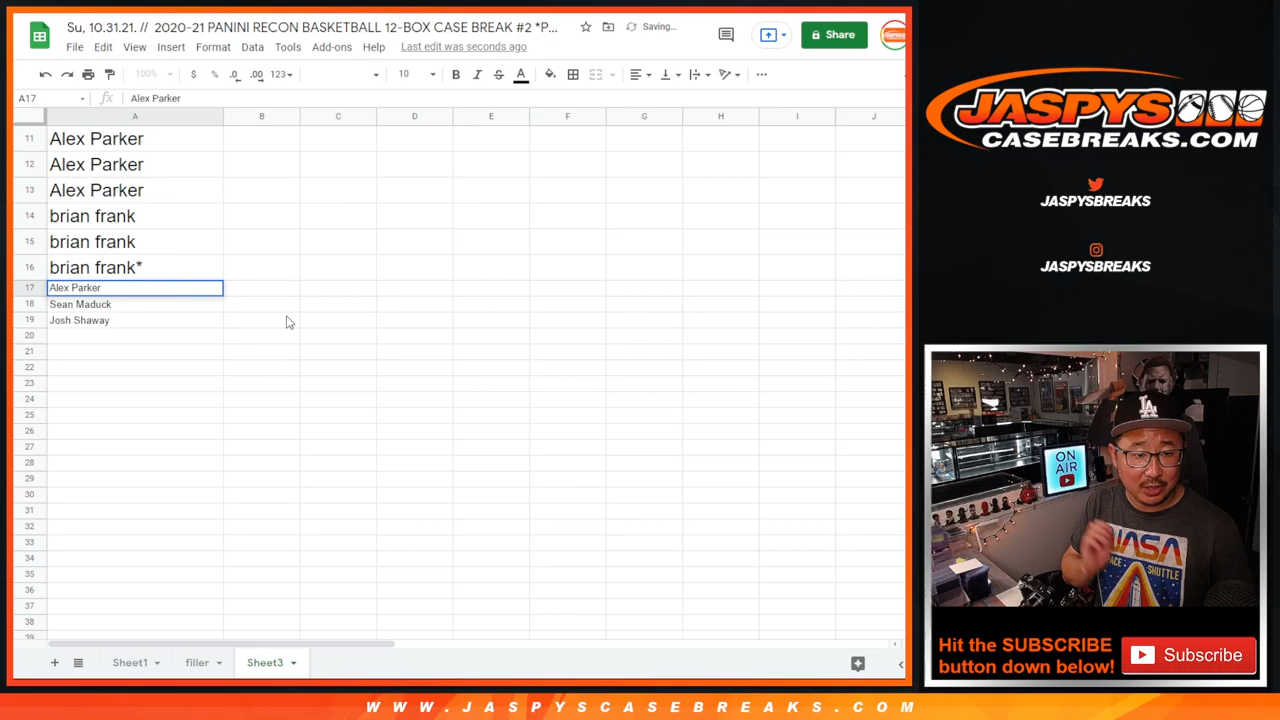 Su, 10.31.21. // 2020-21 PANINI RECON BASKETBALL 12-BOX CASE BREAK #2 *P...
Saving...
Share
File Edit View Insert Format Data Tools Add-ons Help Last edit was seconds ago
100% $ % .0 .00 123 10 B I S A
A17 fx Alex Parker
A B C D E F G H I J
11 Alex Parker
12 Alex Parker
13 Alex Parker
14 brian frank
15 brian frank
16 brian frank*
17 Alex Parker
18 Sean Maduck
19 Josh Shaway
20
21
22
23
24
25
26
27
28
29
30
31
32
33
34
35
36
37
38
39
+ Sheet1 filler Sheet3
JASPYS
CASEBREAKS.COM
JASPYSBREAKS
JASPYSBREAKS
ON
AIR
LA
NASA
SPACE SHUTTLE
Hit the SUBSCRIBE
button down below!
Subscribe
WWW.JASPYSCASEBREAKS.COM